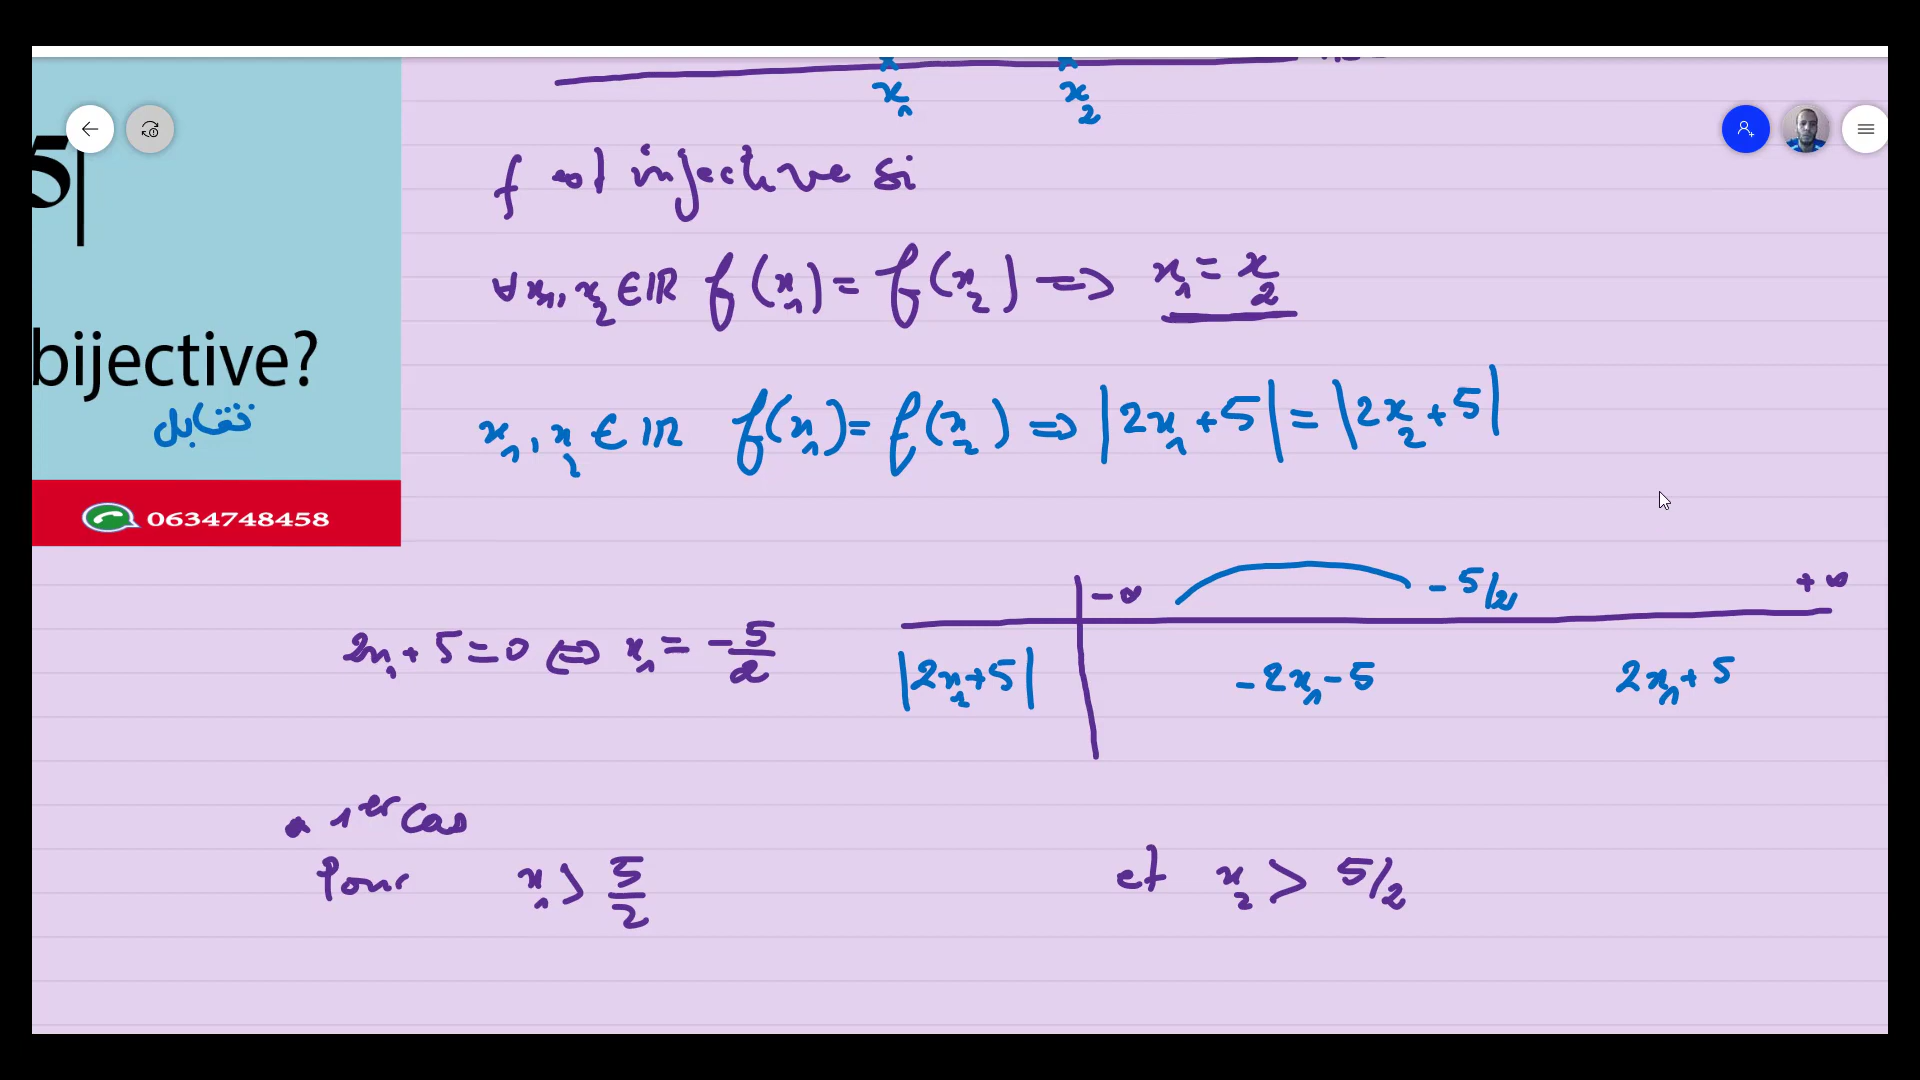 x₁ x₂
5|
f est injective si
∀x₁, x₂ ∈ IR f(x₁) = f(x₂) ⟹ x₁ = x₂
bijective?
تقابل
x₁, x₂ ∈ IR f(x₁) = f(x₂) ⟹ |2x₁ + 5| = |2x₂ + 5|
0634748458
-∞ -5/2 +∞
2x₁ + 5 = 0 ⟺ x₁ = -5/2
|2x₁+5| -2x₁-5 2x₁+5
• 1er Cas
Pour x₁ > 5/2 et x₂ > 5/2